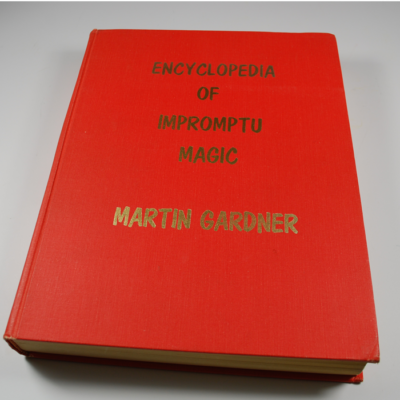 ENCYCLOPEDIA
OF
IMPROMPTU
MAGIC
MARTIN GARDNER